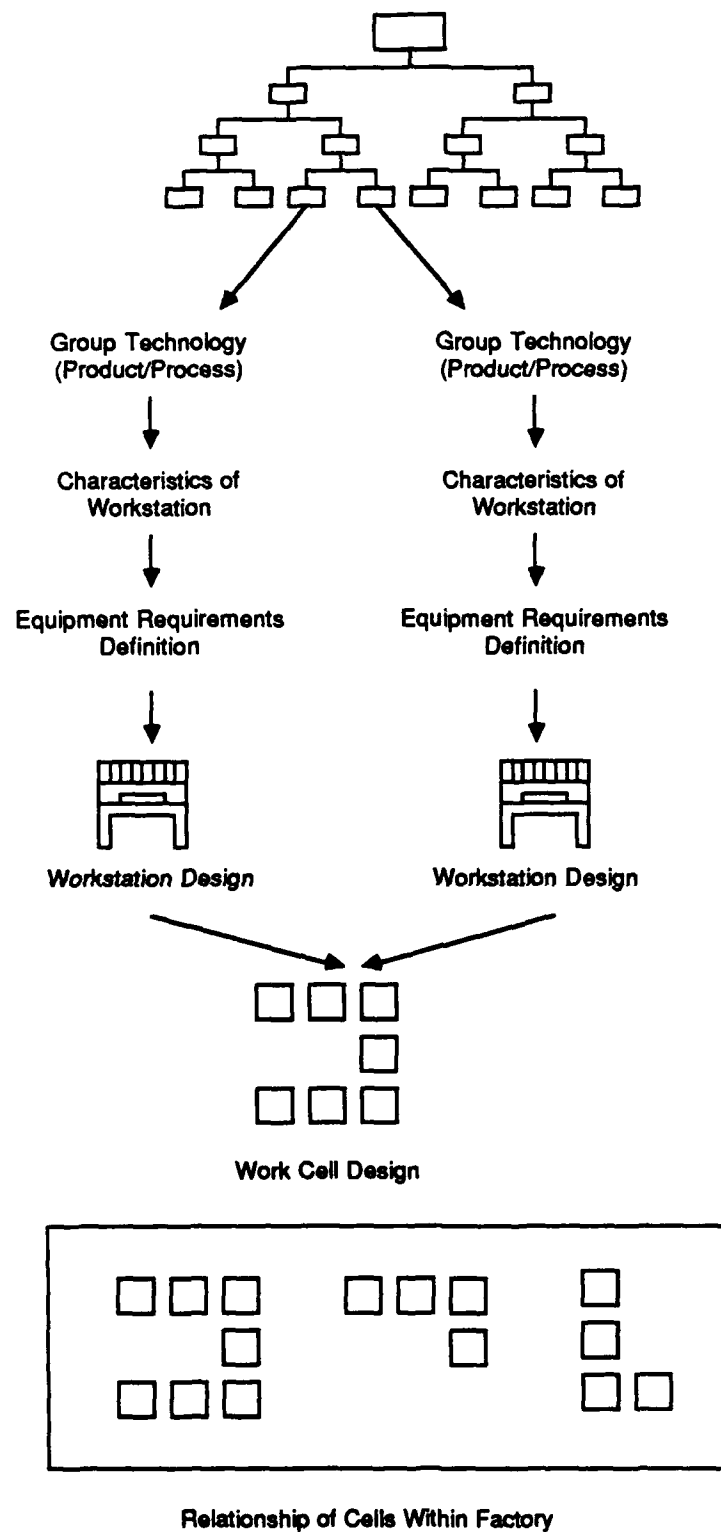 Group Technology
(Product/Process)
Group Technology
(Product/Process)
Characteristics of
Workstation
Characteristics of
Workstation
Equipment Requirements
Definition
Equipment Requirements
Definition
Workstation Design
Workstation Design
Work Cell Design
Relationship of Cells Within Factory